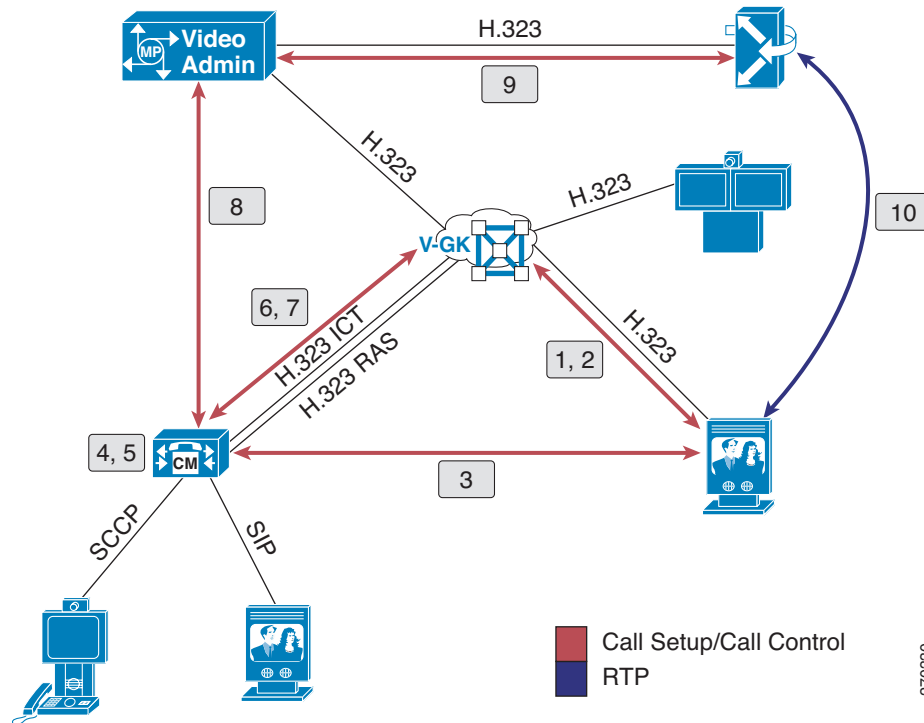 H.323
MP
Video
Admin
9
H.323
8
H.323
10
V-GK
6, 7
H.323
H.323 ICT
1, 2
H.323 RAS
4, 5
CM
3
SCCP
SIP
Call Setup/Call Control
RTP